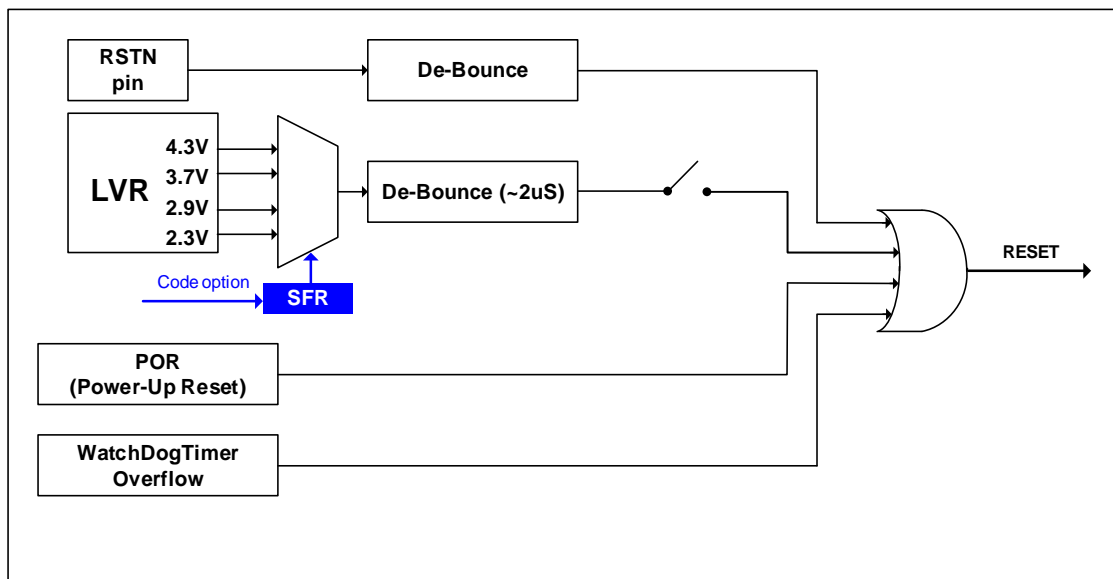 RSTN
pin
De-Bounce
4.3V
3.7V
LVR
2.9V
2.3V
De-Bounce (~2uS)
Code option
SFR
RESET
POR
(Power-Up Reset)
WatchDogTimer
Overflow